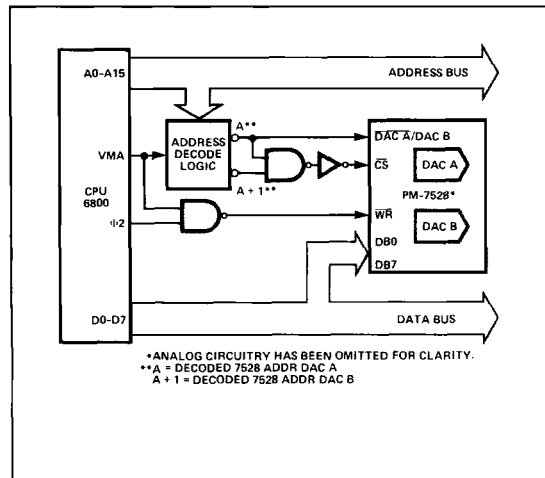 A0–A15
ADDRESS BUS
A**
ADDRESS DECODE LOGIC
DAC A/DAC B
VMA
CS
DAC A
CPU 6800
A + 1**
PM-7528*
Φ2
WR
DAC B
DB0
DB7
D0–D7
DATA BUS
*ANALOG CIRCUITRY HAS BEEN OMITTED FOR CLARITY.
**A = DECODED 7528 ADDR DAC A
A + 1 = DECODED 7528 ADDR DAC B